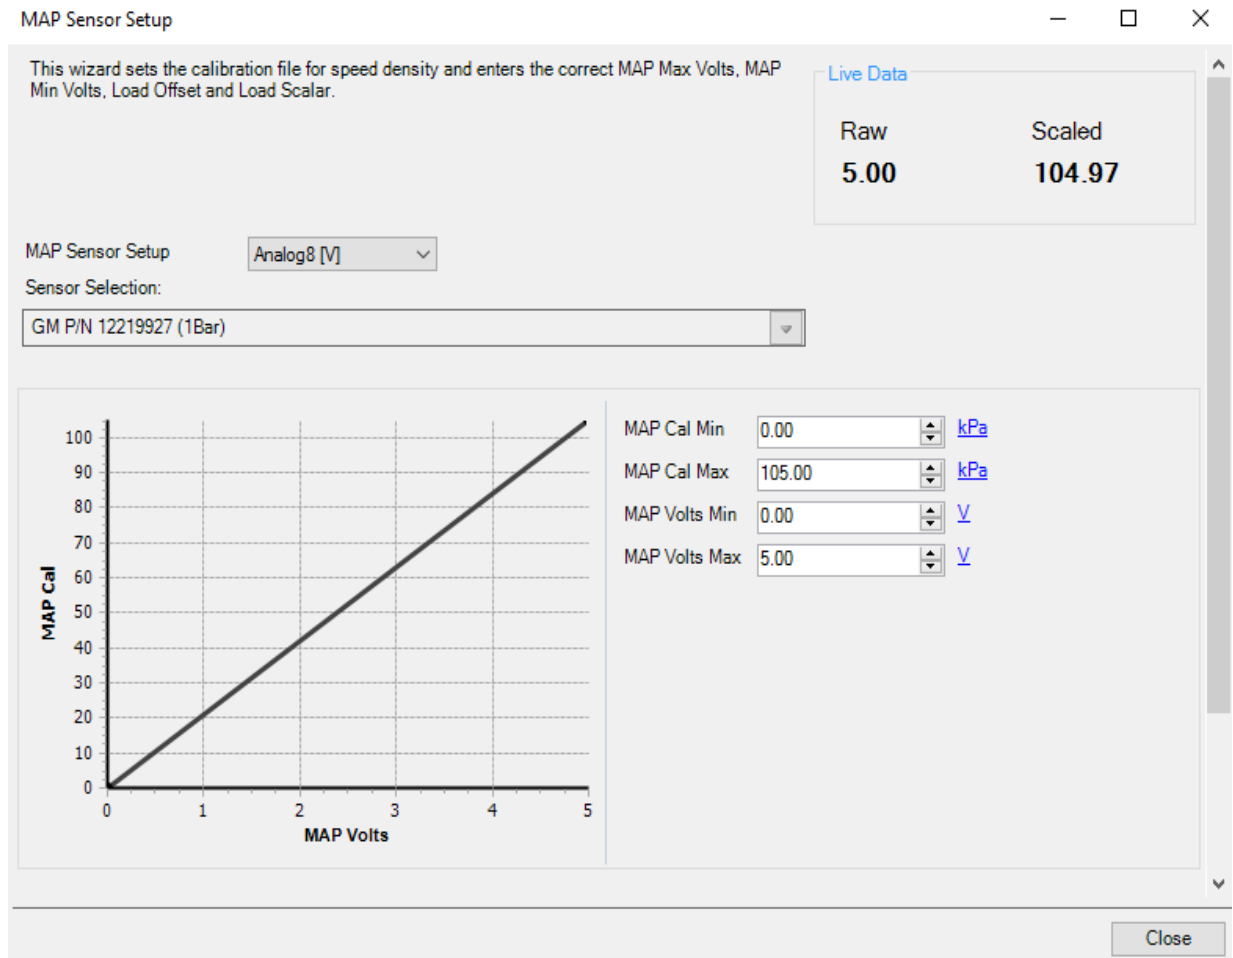 MAP Sensor Setup
This wizard sets the calibration file for speed density and enters the correct MAP Max Volts, MAP
Min Volts, Load Offset and Load Scalar.
Live Data
Raw Scaled
5.00 104.97
MAP Sensor Setup Analog8 [V]
Sensor Selection:
GM P/N 12219927 (1Bar)
MAP Cal
100
90
80
70
60
50
40
30
20
10
0
0 1 2 3 4 5
MAP Volts
MAP Cal Min 0.00 kPa
MAP Cal Max 105.00 kPa
MAP Volts Min 0.00 V
MAP Volts Max 5.00 V
Close